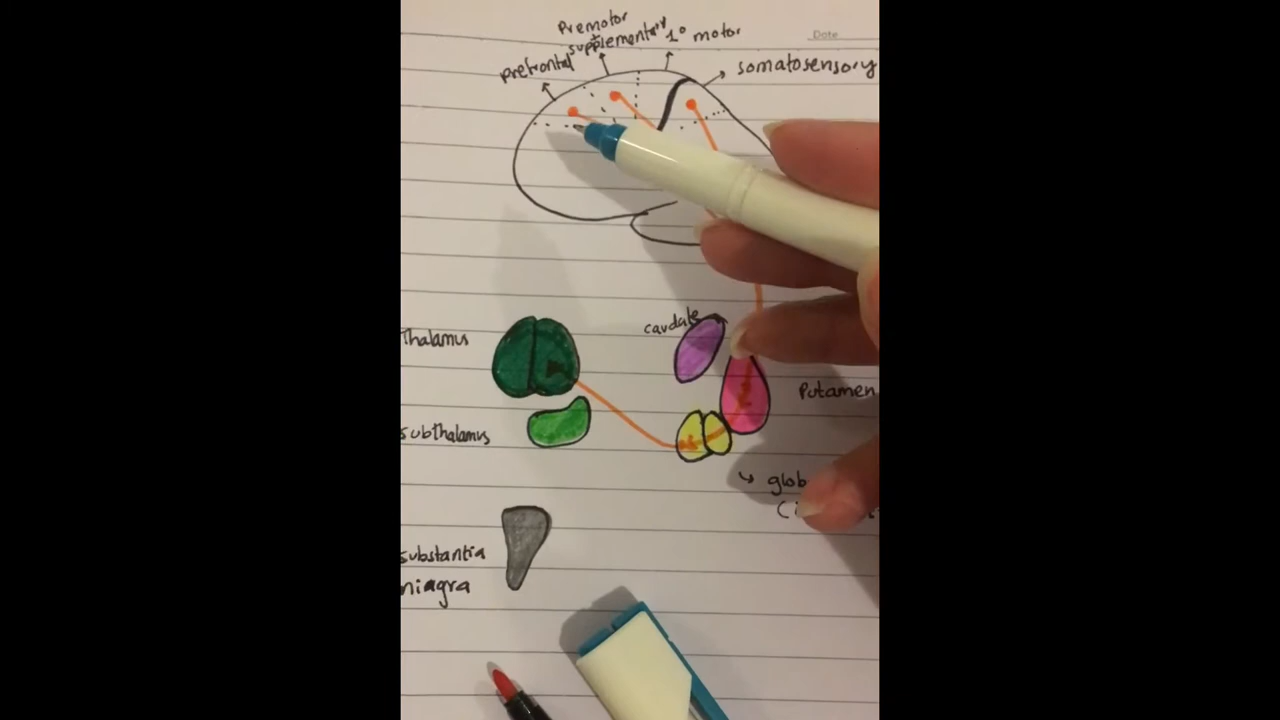 Date
Premotor
+
supplementary
1° motor
prefrontal
somatosensory
Thalamus
caudate
Putamen
subthalamus
glob
(i
substantia
niagra